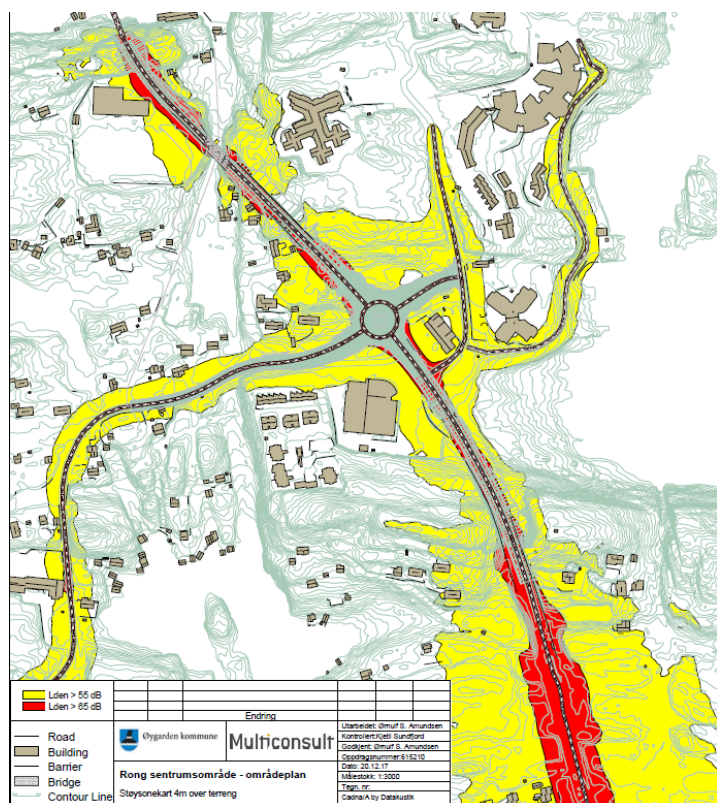 Lden > 55 dB
Lden > 65 dB
Endring
Road
Building
Barrier
Bridge
Contour Line
Øygarden kommune
Multiconsult
Rong sentrumsområde - områdeplan
Støysonekart 4m over terreng
Utarbeidet: Ørnulf S. Amundsen
Kontrollert:Kjetil Sundfjord
Godkjent: Ørnulf S. Amundsen
Oppdragsnummer:615210
Dato: 20.12.17
Målestokk: 1:3000
Tegn. nr:
Cadna/A by Datakustik